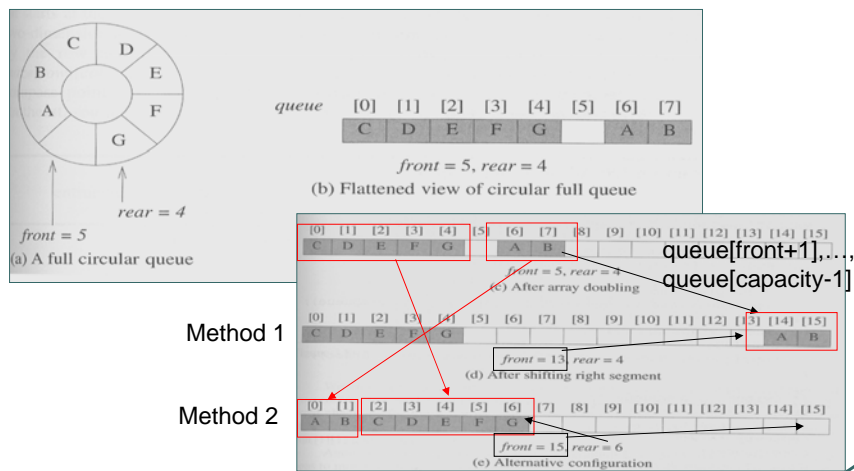 C D
B E
A F
G
rear = 4
front = 5
(a) A full circular queue
queue [0] [1] [2] [3] [4] [5] [6] [7]
C D E F G A B
front = 5, rear = 4
(b) Flattened view of circular full queue
[0] [1] [2] [3] [4] [5] [6] [7] [8] [9] [10] [11] [12] [13] [14] [15]
C D E F G A B
queue[front+1],…,
queue[capacity-1]
front = 5, rear = 4
(c) After array doubling
Method 1
[0] [1] [2] [3] [4] [5] [6] [7] [8] [9] [10] [11] [12] [13] [14] [15]
C D E F G A B
front = 13, rear = 4
(d) After shifting right segment
Method 2
[0] [1] [2] [3] [4] [5] [6] [7] [8] [9] [10] [11] [12] [13] [14] [15]
A B C D E F G
front = 15, rear = 6
(e) Alternative configuration